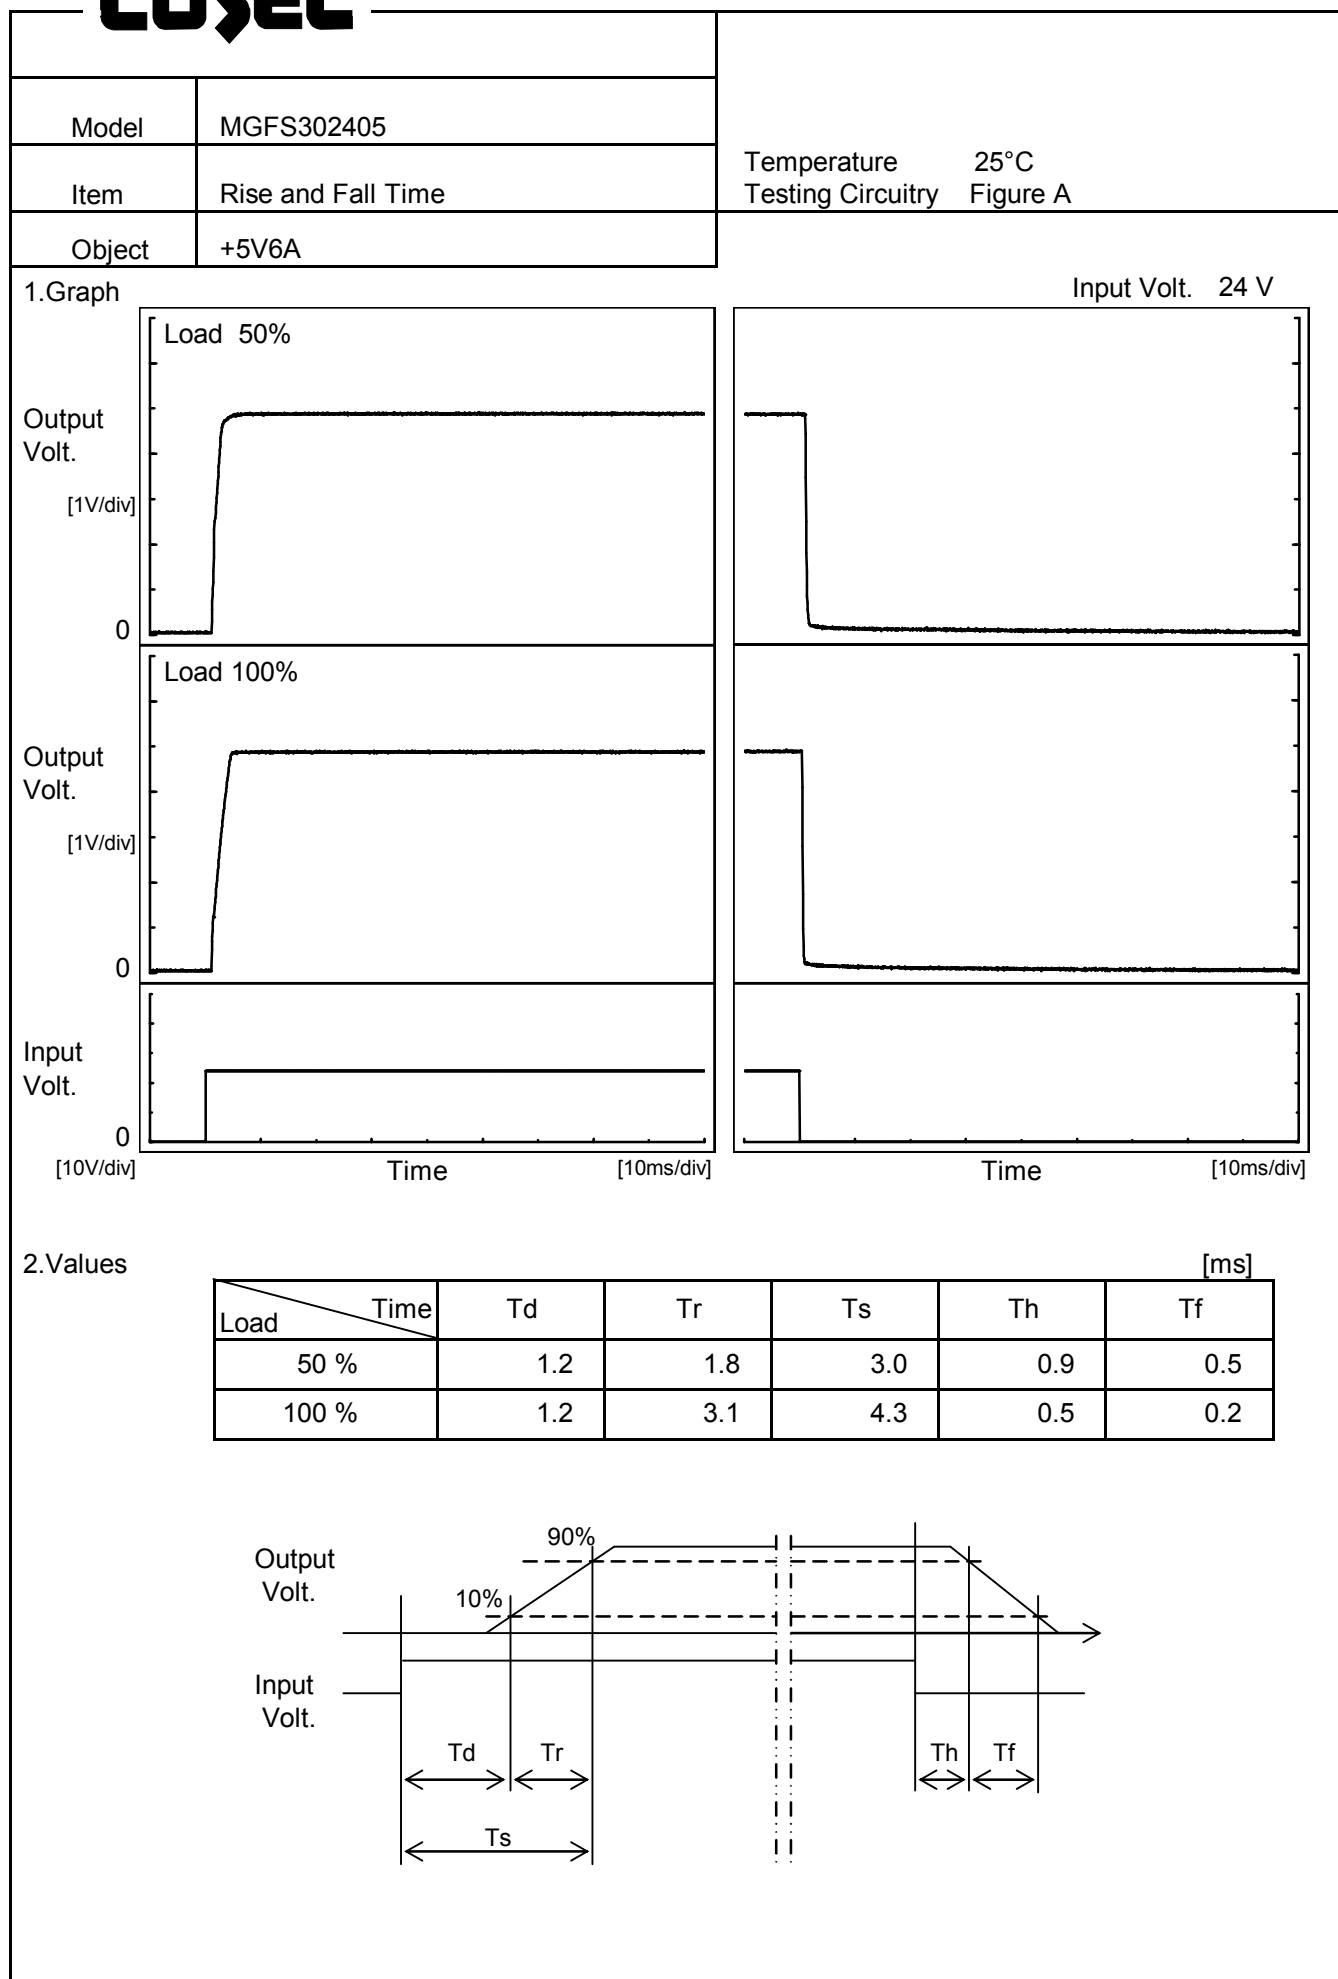 COSEL
Model MGFS302405
Item Rise and Fall Time
Temperature 25°C
Testing Circuitry Figure A
Object +5V6A
1.Graph
Input Volt. 24 V
Load 50%
Output
Volt.
[1V/div]
0
Load 100%
Output
Volt.
[1V/div]
0
Input
Volt.
0
[10V/div]
Time
[10ms/div]
Time
[10ms/div]
2.Values
[ms]
Load Time Td Tr Ts Th Tf
50 % 1.2 1.8 3.0 0.9 0.5
100 % 1.2 3.1 4.3 0.5 0.2
Output
Volt.
90%
10%
Input
Volt.
Td Tr Th Tf
Ts